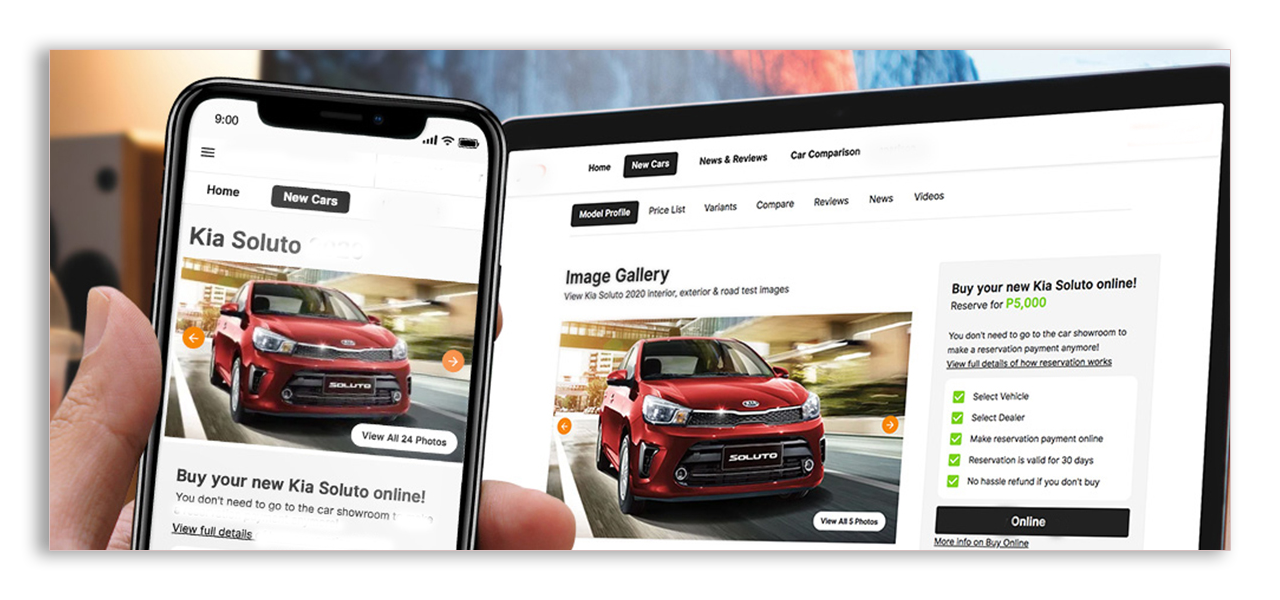 9:00
Home
New Cars
Kia Soluto
SOLUTO
View All 24 Photos
Buy your new Kia Soluto online!
You don't need to go to the car showroom
View full details
Home
New Cars
News & Reviews
Car Comparison
Model Profile
Price List
Variants
Compare
Reviews
News
Videos
Image Gallery
View Kia Soluto 2020 interior, exterior & road test images
KIA
SOLUTO
View All 5 Photos
Buy your new Kia Soluto online!
Reserve for P5,000
You don't need to go to the car showroom to
make a reservation payment anymore!
View full details of how reservation works
Select Vehicle
Select Dealer
Make reservation payment online
Reservation is valid for 30 days
No hassle refund if you don't buy
Online
More info on Buy Online